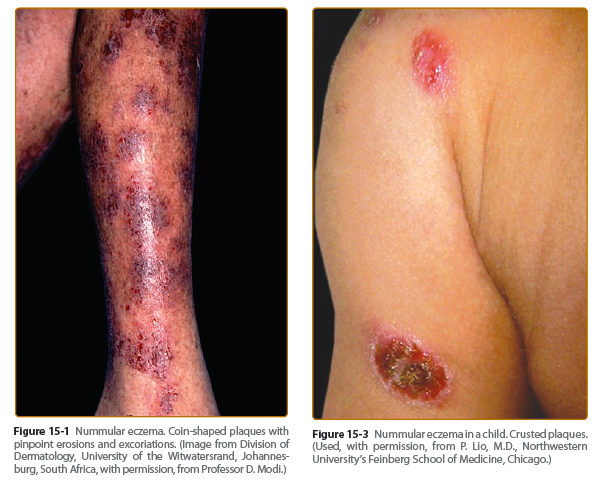 Figure 15-1 Nummular eczema. Coin-shaped plaques with
pinpoint erosions and excoriations. (Image from Division of
Dermatology, University of the Witwatersrand, Johannes-
burg, South Africa, with permission, from Professor D. Modi.)
Figure 15-3 Nummular eczema in a child. Crusted plaques.
(Used, with permission, from P. Lio, M.D., Northwestern
University's Feinberg School of Medicine, Chicago.)